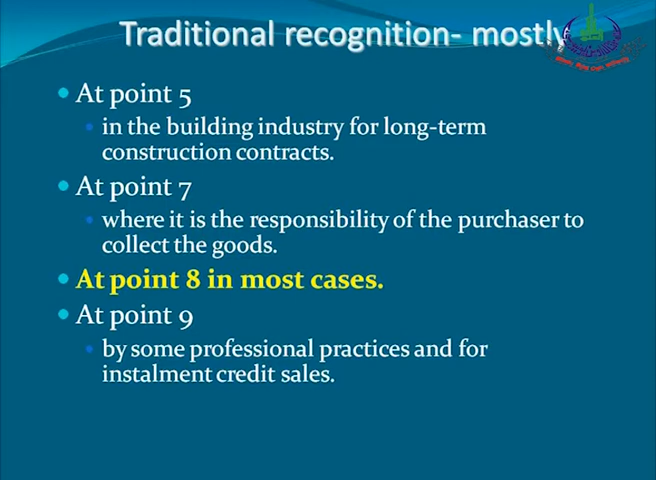 Traditional recognition- mostly
At point 5
in the building industry for long-term
construction contracts.
At point 7
where it is the responsibility of the purchaser to
collect the goods.
At point 8 in most cases.
At point 9
by some professional practices and for
instalment credit sales.